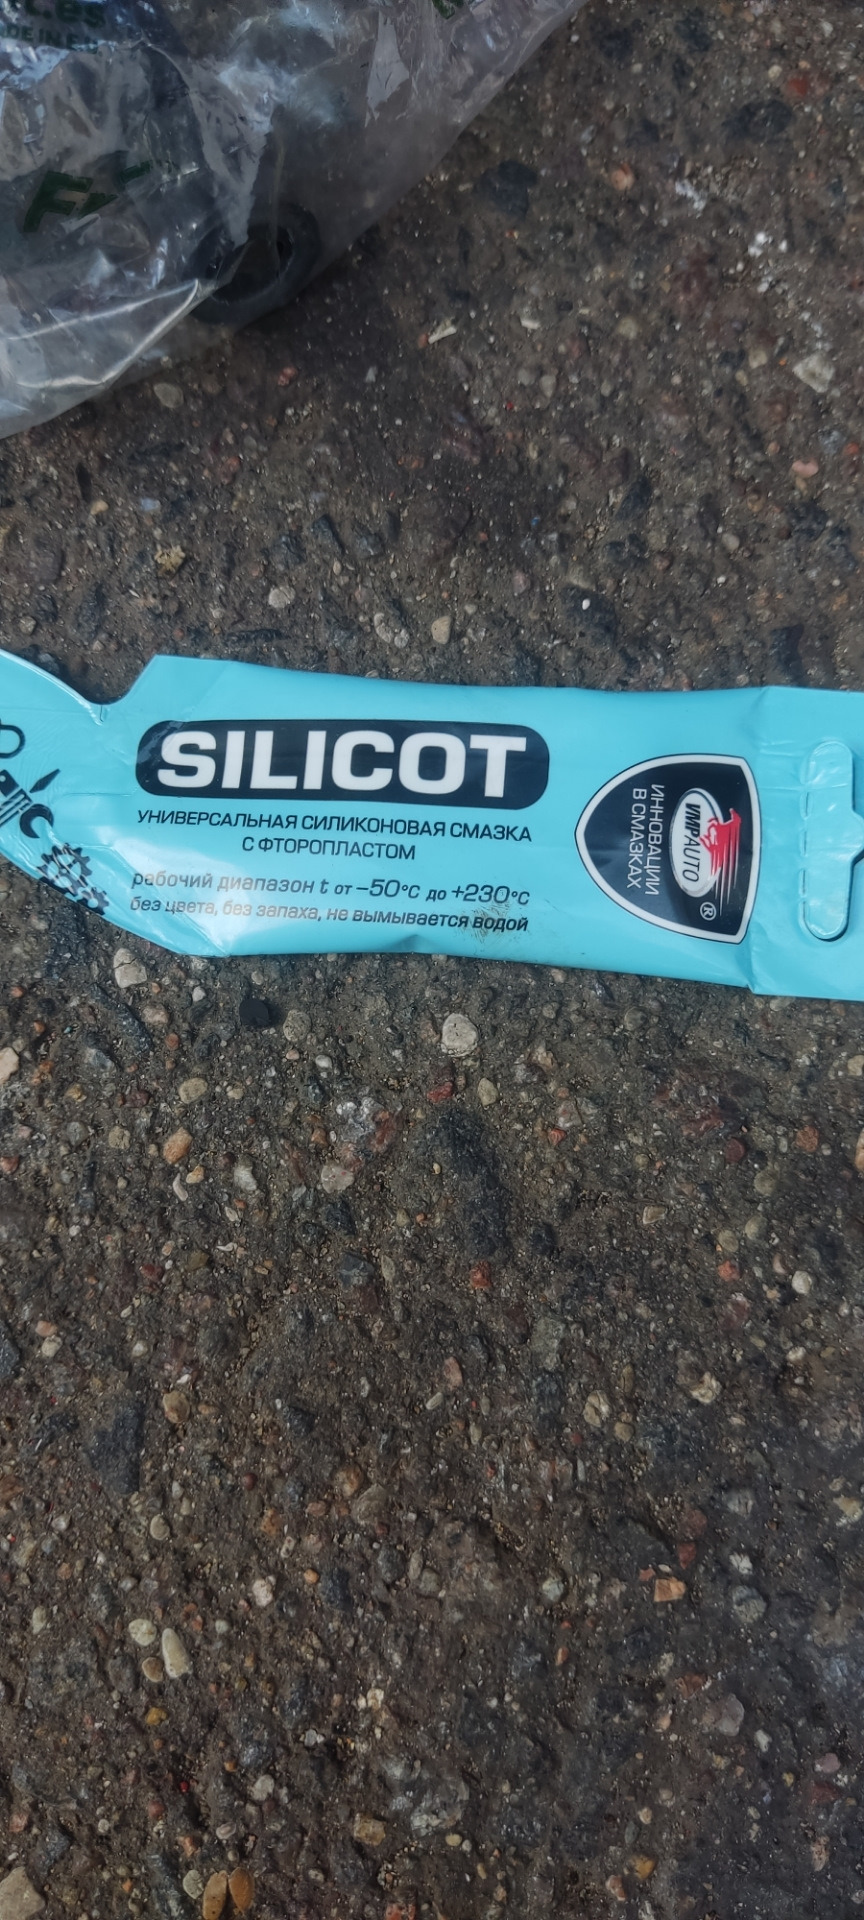 SILICOT
УНИВЕРСАЛЬНАЯ СИЛИКОНОВАЯ СМАЗКА
С ФТОРОПЛАСТОМ
рабочий диапазон t от -50°C до +230°C
без цвета, без запаха, не вымывается водой
ИННОВАЦИИ
В СМАЗКАХ
VMPAUTO
®